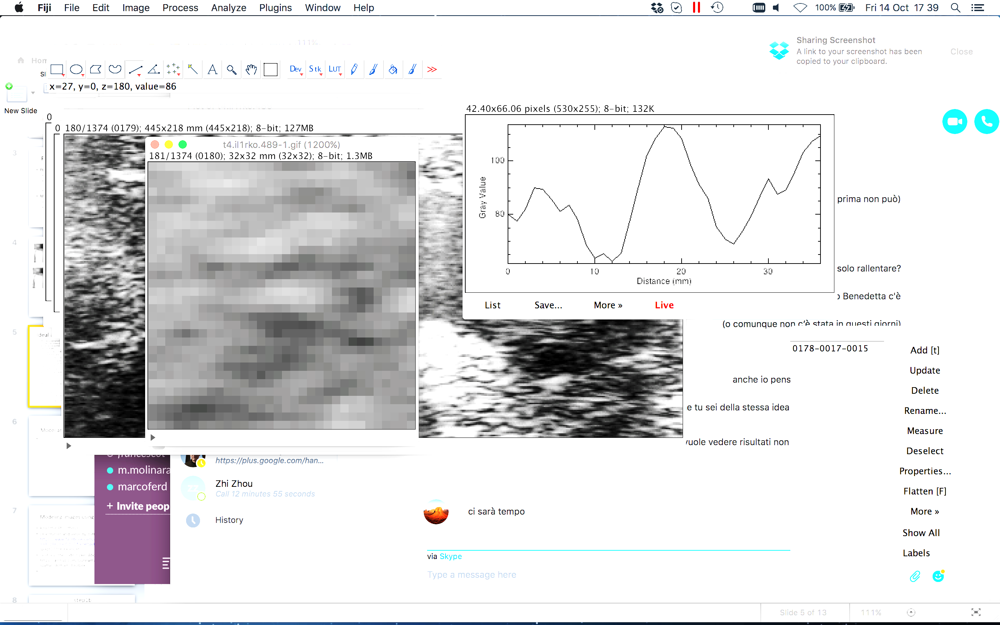 Fiji File Edit Image Process Analyze Plugins Window Help 100% Fri 14 Oct 17 39
111%
Sharing Screenshot
A link to your screenshot has been
copied to your clipboard.
Close
Hom
Sl
Dev Stk LUT >>
x=27, y=0, z=180, value=86
New Slide
0
0 180/1374 (0179); 445x218 mm (445x218); 8-bit; 127MB
t4.il1rko.489-1.gif (1200%)
181/1374 (0180); 32x32 mm (32x32); 8-bit; 1.3MB
42.40x66.06 pixels (530x255); 8-bit; 132K
Gray Value
100
80
0 10 20 30
Distance (mm)
List Save... More » Live
prima non può)
solo rallentare?
Benedetta c'è
(o comunque non c'è stata in questi giorni)
0178-0017-0015
anche io pens
e tu sei della stessa idea
vuole vedere risultati non
Add [t]
Update
Delete
Rename...
Measure
Deselect
Properties...
Flatten [F]
More »
Show All
Labels
3
4
5
deal i
6
7
Modeling images using
8
step.b
francescot
m.molinara
marcoferd
+ Invite peop
https://plus.google.com/han...
ZZ
Zhi Zhou
Call 12 minutes 55 seconds
History
ci sarà tempo
via Skype
Type a message here
Slide 5 of 13 111%